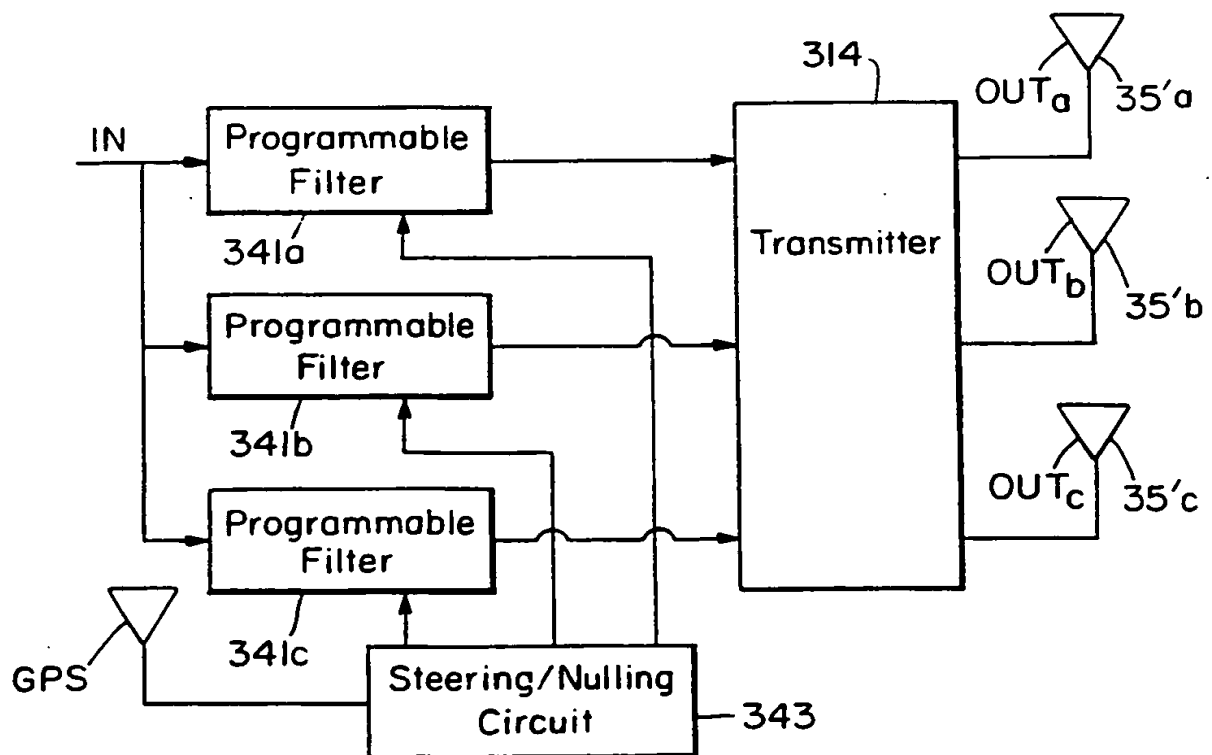 314
OUTa
35'a
IN
Programmable
Filter
341a
Transmitter
OUTb
35'b
Programmable
Filter
341b
OUTc
35'c
Programmable
Filter
341c
GPS
Steering/Nulling
Circuit
343